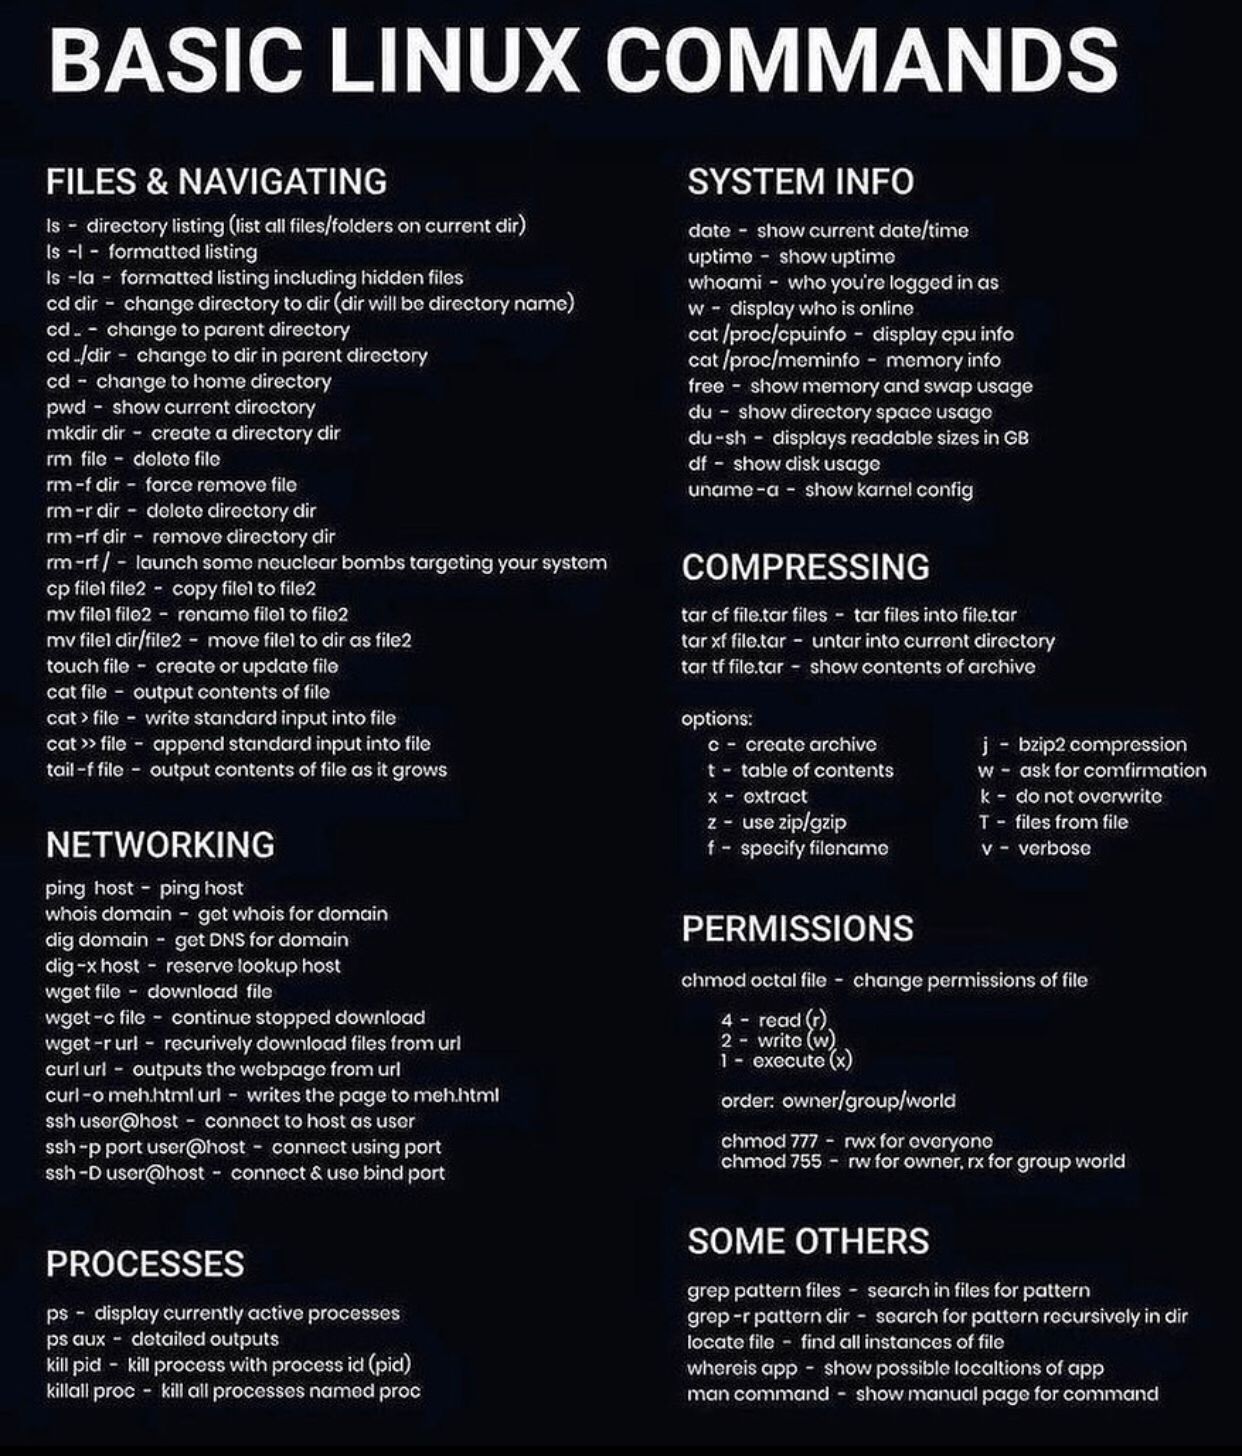 BASIC LINUX COMMANDS
FILES & NAVIGATING
ls - directory listing (list all files/folders on current dir)
ls -l - formatted listing
ls -la - formatted listing including hidden files
cd dir - change directory to dir (dir will be directory name)
cd .. - change to parent directory
cd ../dir - change to dir in parent directory
cd - change to home directory
pwd - show current directory
mkdir dir - create a directory dir
rm file - delete file
rm -f dir - force remove file
rm -r dir - delete directory dir
rm -rf dir - remove directory dir
rm -rf / - launch some neuclear bombs targeting your system
cp file1 file2 - copy file1 to file2
mv file1 file2 - rename file1 to file2
mv file1 dir/file2 - move file1 to dir as file2
touch file - create or update file
cat file - output contents of file
cat > file - write standard input into file
cat >> file - append standard input into file
tail -f file - output contents of file as it grows
NETWORKING
ping host - ping host
whois domain - get whois for domain
dig domain - get DNS for domain
dig -x host - reserve lookup host
wget file - download file
wget -c file - continue stopped download
wget -r url - recurively download files from url
curl url - outputs the webpage from url
curl -o meh.html url - writes the page to meh.html
ssh user@host - connect to host as user
ssh -p port user@host - connect using port
ssh -D user@host - connect & use bind port
PROCESSES
ps - display currently active processes
ps aux - detailed outputs
kill pid - kill process with process id (pid)
killall proc - kill all processes named proc
SYSTEM INFO
date - show current date/time
uptime - show uptime
whoami - who you're logged in as
w - display who is online
cat /proc/cpuinfo - display cpu info
cat /proc/meminfo - memory info
free - show memory and swap usage
du - show directory space usage
du -sh - displays readable sizes in GB
df - show disk usage
uname -a - show karnel config
COMPRESSING
tar cf file.tar files - tar files into file.tar
tar xf file.tar - untar into current directory
tar tf file.tar - show contents of archive
options:
c - create archive
t - table of contents
x - extract
z - use zip/gzip
f - specify filename
j - bzip2 compression
w - ask for comfirmation
k - do not overwrite
T - files from file
v - verbose
PERMISSIONS
chmod octal file - change permissions of file
4 - read (r)
2 - write (w)
1 - execute (x)
order: owner/group/world
chmod 777 - rwx for everyone
chmod 755 - rw for owner, rx for group world
SOME OTHERS
grep pattern files - search in files for pattern
grep -r pattern dir - search for pattern recursively in dir
locate file - find all instances of file
whereis app - show possible localtions of app
man command - show manual page for command